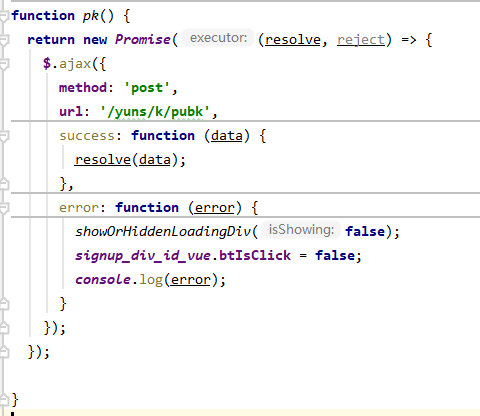 function pk() {
return new Promise( executor: (resolve, reject) => {
$.ajax({
method: 'post',
url: '/yuns/k/pubk',
success: function (data) {
resolve(data);
},
error: function (error) {
showOrHiddenLoadingDiv( isShowing: false);
signup_div_id_vue.btIsClick = false;
console.log(error);
}
});
});
}